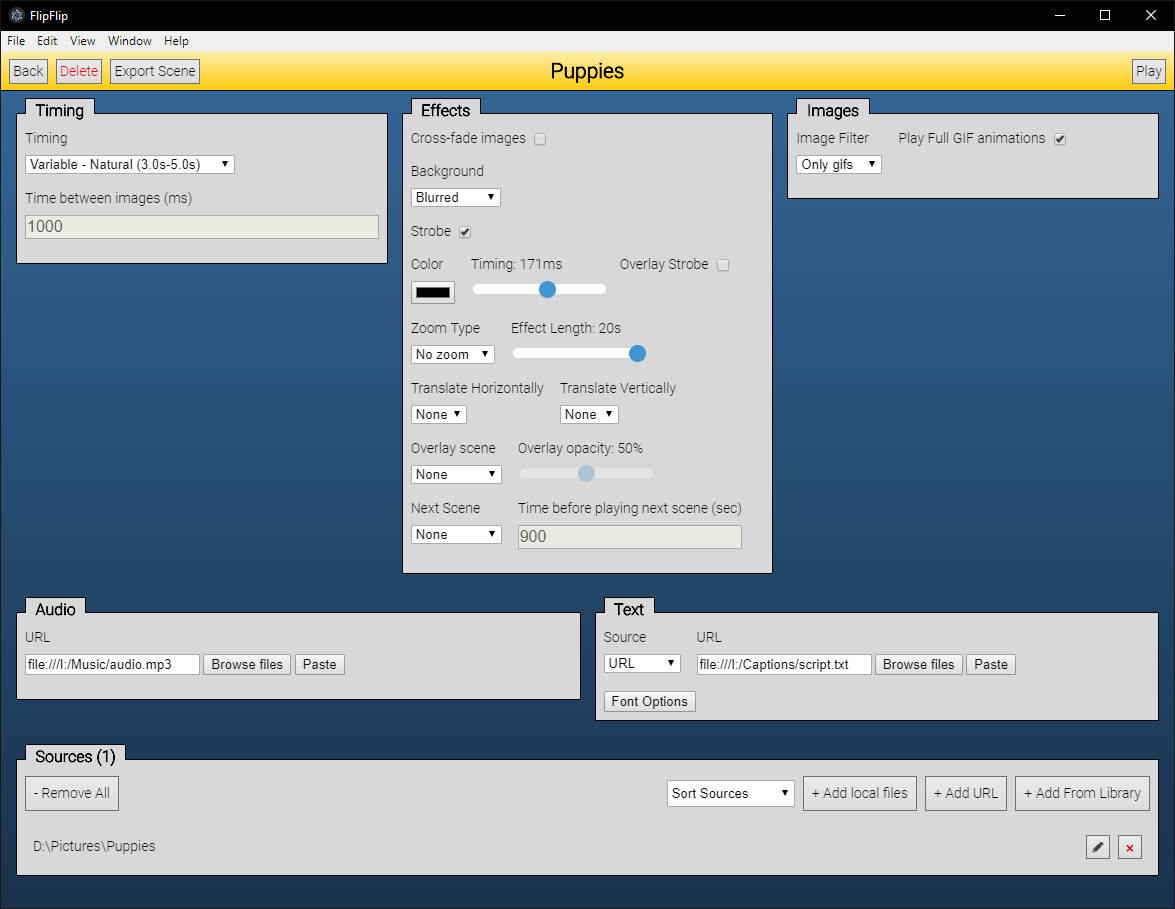 FlipFlip
File Edit View Window Help
Back Delete Export Scene Puppies Play
Timing
Timing
Variable - Natural (3.0s-5.0s)
Time between images (ms)
1000
Effects
Cross-fade images
Background
Blurred
Strobe
Color Timing: 171ms Overlay Strobe
Zoom Type Effect Length: 20s
No zoom
Translate Horizontally Translate Vertically
None None
Overlay scene Overlay opacity: 50%
None
Next Scene Time before playing next scene (sec)
None 900
Images
Image Filter Play Full GIF animations
Only gifs
Audio
URL
file:///I:/Music/audio.mp3 Browse files Paste
Text
Source URL
URL file:///I:/Captions/script.txt Browse files Paste
Font Options
Sources (1)
- Remove All Sort Sources + Add local files + Add URL + Add From Library
D:\Pictures\Puppies